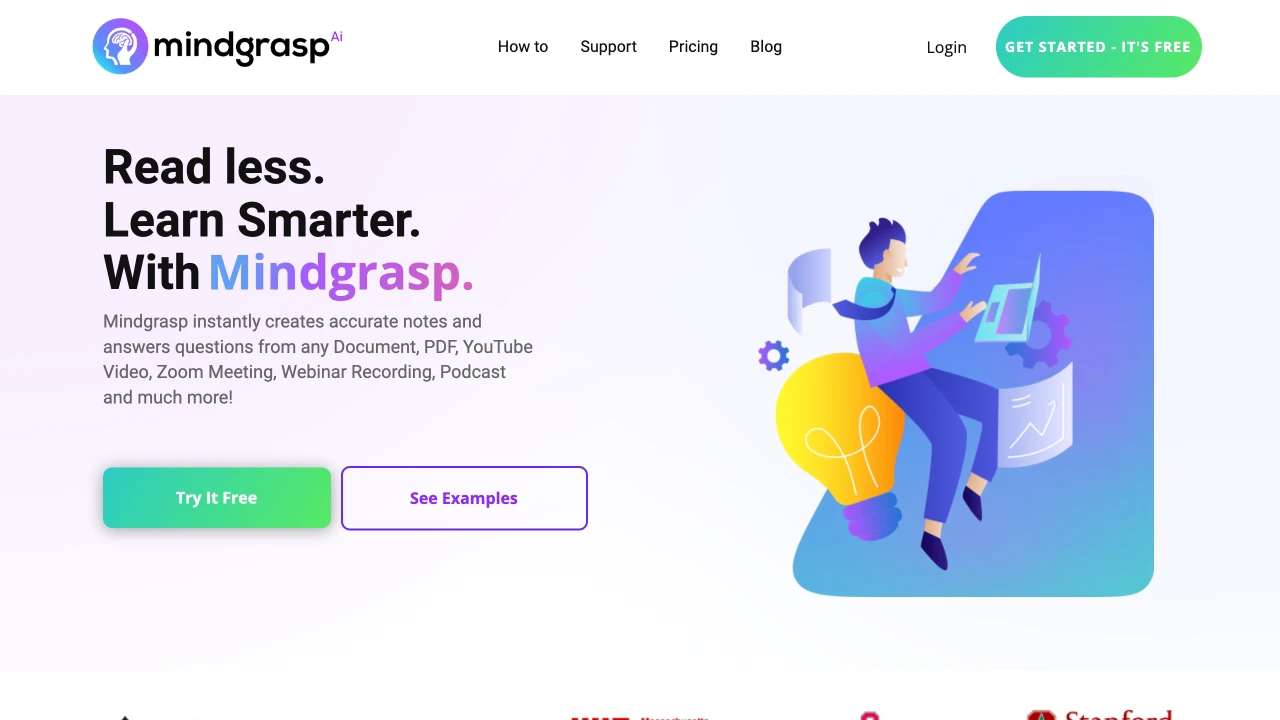 mindgrasp Ai
How to
Support
Pricing
Blog
Login
GET STARTED - IT'S FREE
Read less.
Learn Smarter.
With Mindgrasp.
Mindgrasp instantly creates accurate notes and
answers questions from any Document, PDF, YouTube
Video, Zoom Meeting, Webinar Recording, Podcast
and much more!
Try It Free
See Examples
Stanford